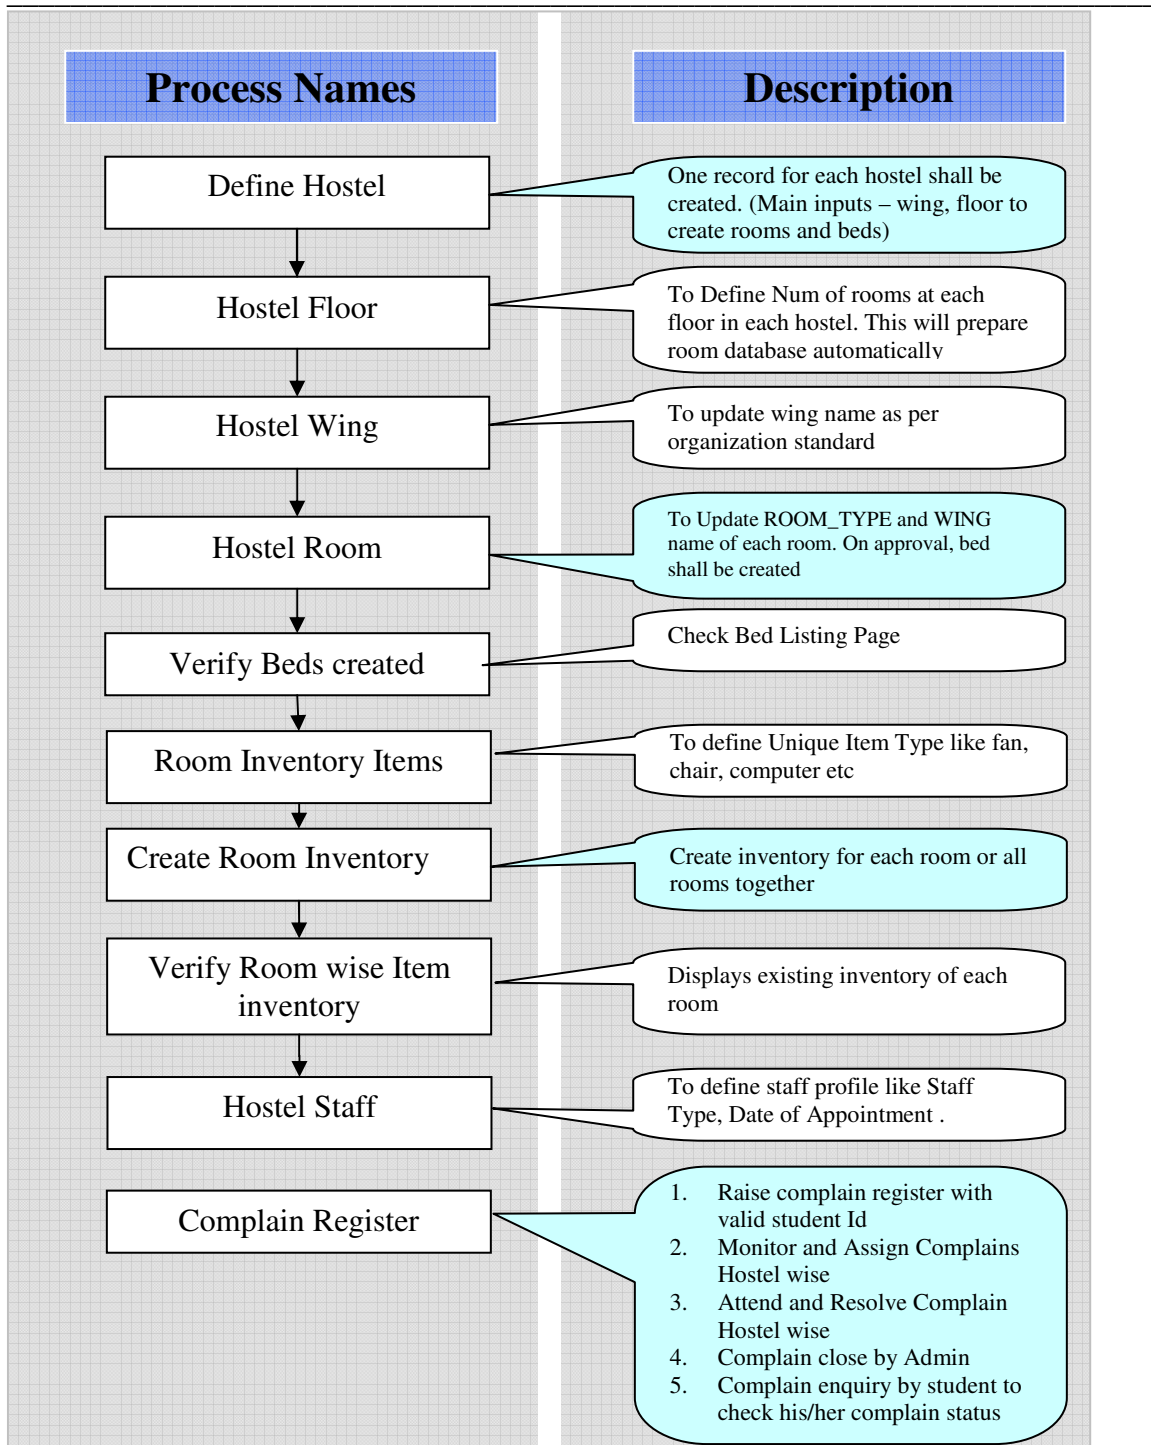 Process Names
Description
Define Hostel
One record for each hostel shall be
created. (Main inputs – wing, floor to
create rooms and beds)
Hostel Floor
To Define Num of rooms at each
floor in each hostel. This will prepare
room database automatically
Hostel Wing
To update wing name as per
organization standard
Hostel Room
To Update ROOM_TYPE and WING
name of each room. On approval, bed
shall be created
Verify Beds created
Check Bed Listing Page
Room Inventory Items
To define Unique Item Type like fan,
chair, computer etc
Create Room Inventory
Create inventory for each room or all
rooms together
Verify Room wise Item
inventory
Displays existing inventory of each
room
Hostel Staff
To define staff profile like Staff
Type, Date of Appointment .
Complain Register
1. Raise complain register with
valid student Id
2. Monitor and Assign Complains
Hostel wise
3. Attend and Resolve Complain
Hostel wise
4. Complain close by Admin
5. Complain enquiry by student to
check his/her complain status